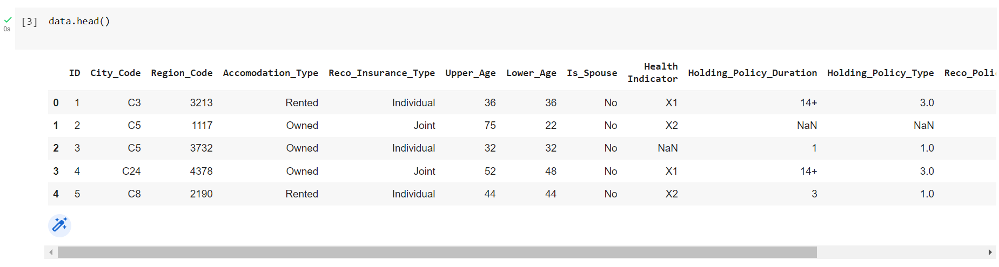 [3] data.head()
0s
ID City_Code Region_Code Accomodation_Type Reco_Insurance_Type Upper_Age Lower_Age Is_Spouse Health Indicator Holding_Policy_Duration Holding_Policy_Type Reco_Poli
0 1 C3 3213 Rented Individual 36 36 No X1 14+ 3.0
1 2 C5 1117 Owned Joint 75 22 No X2 NaN NaN
2 3 C5 3732 Owned Individual 32 32 No NaN 1 1.0
3 4 C24 4378 Owned Joint 52 48 No X1 14+ 3.0
4 5 C8 2190 Rented Individual 44 44 No X2 3 1.0